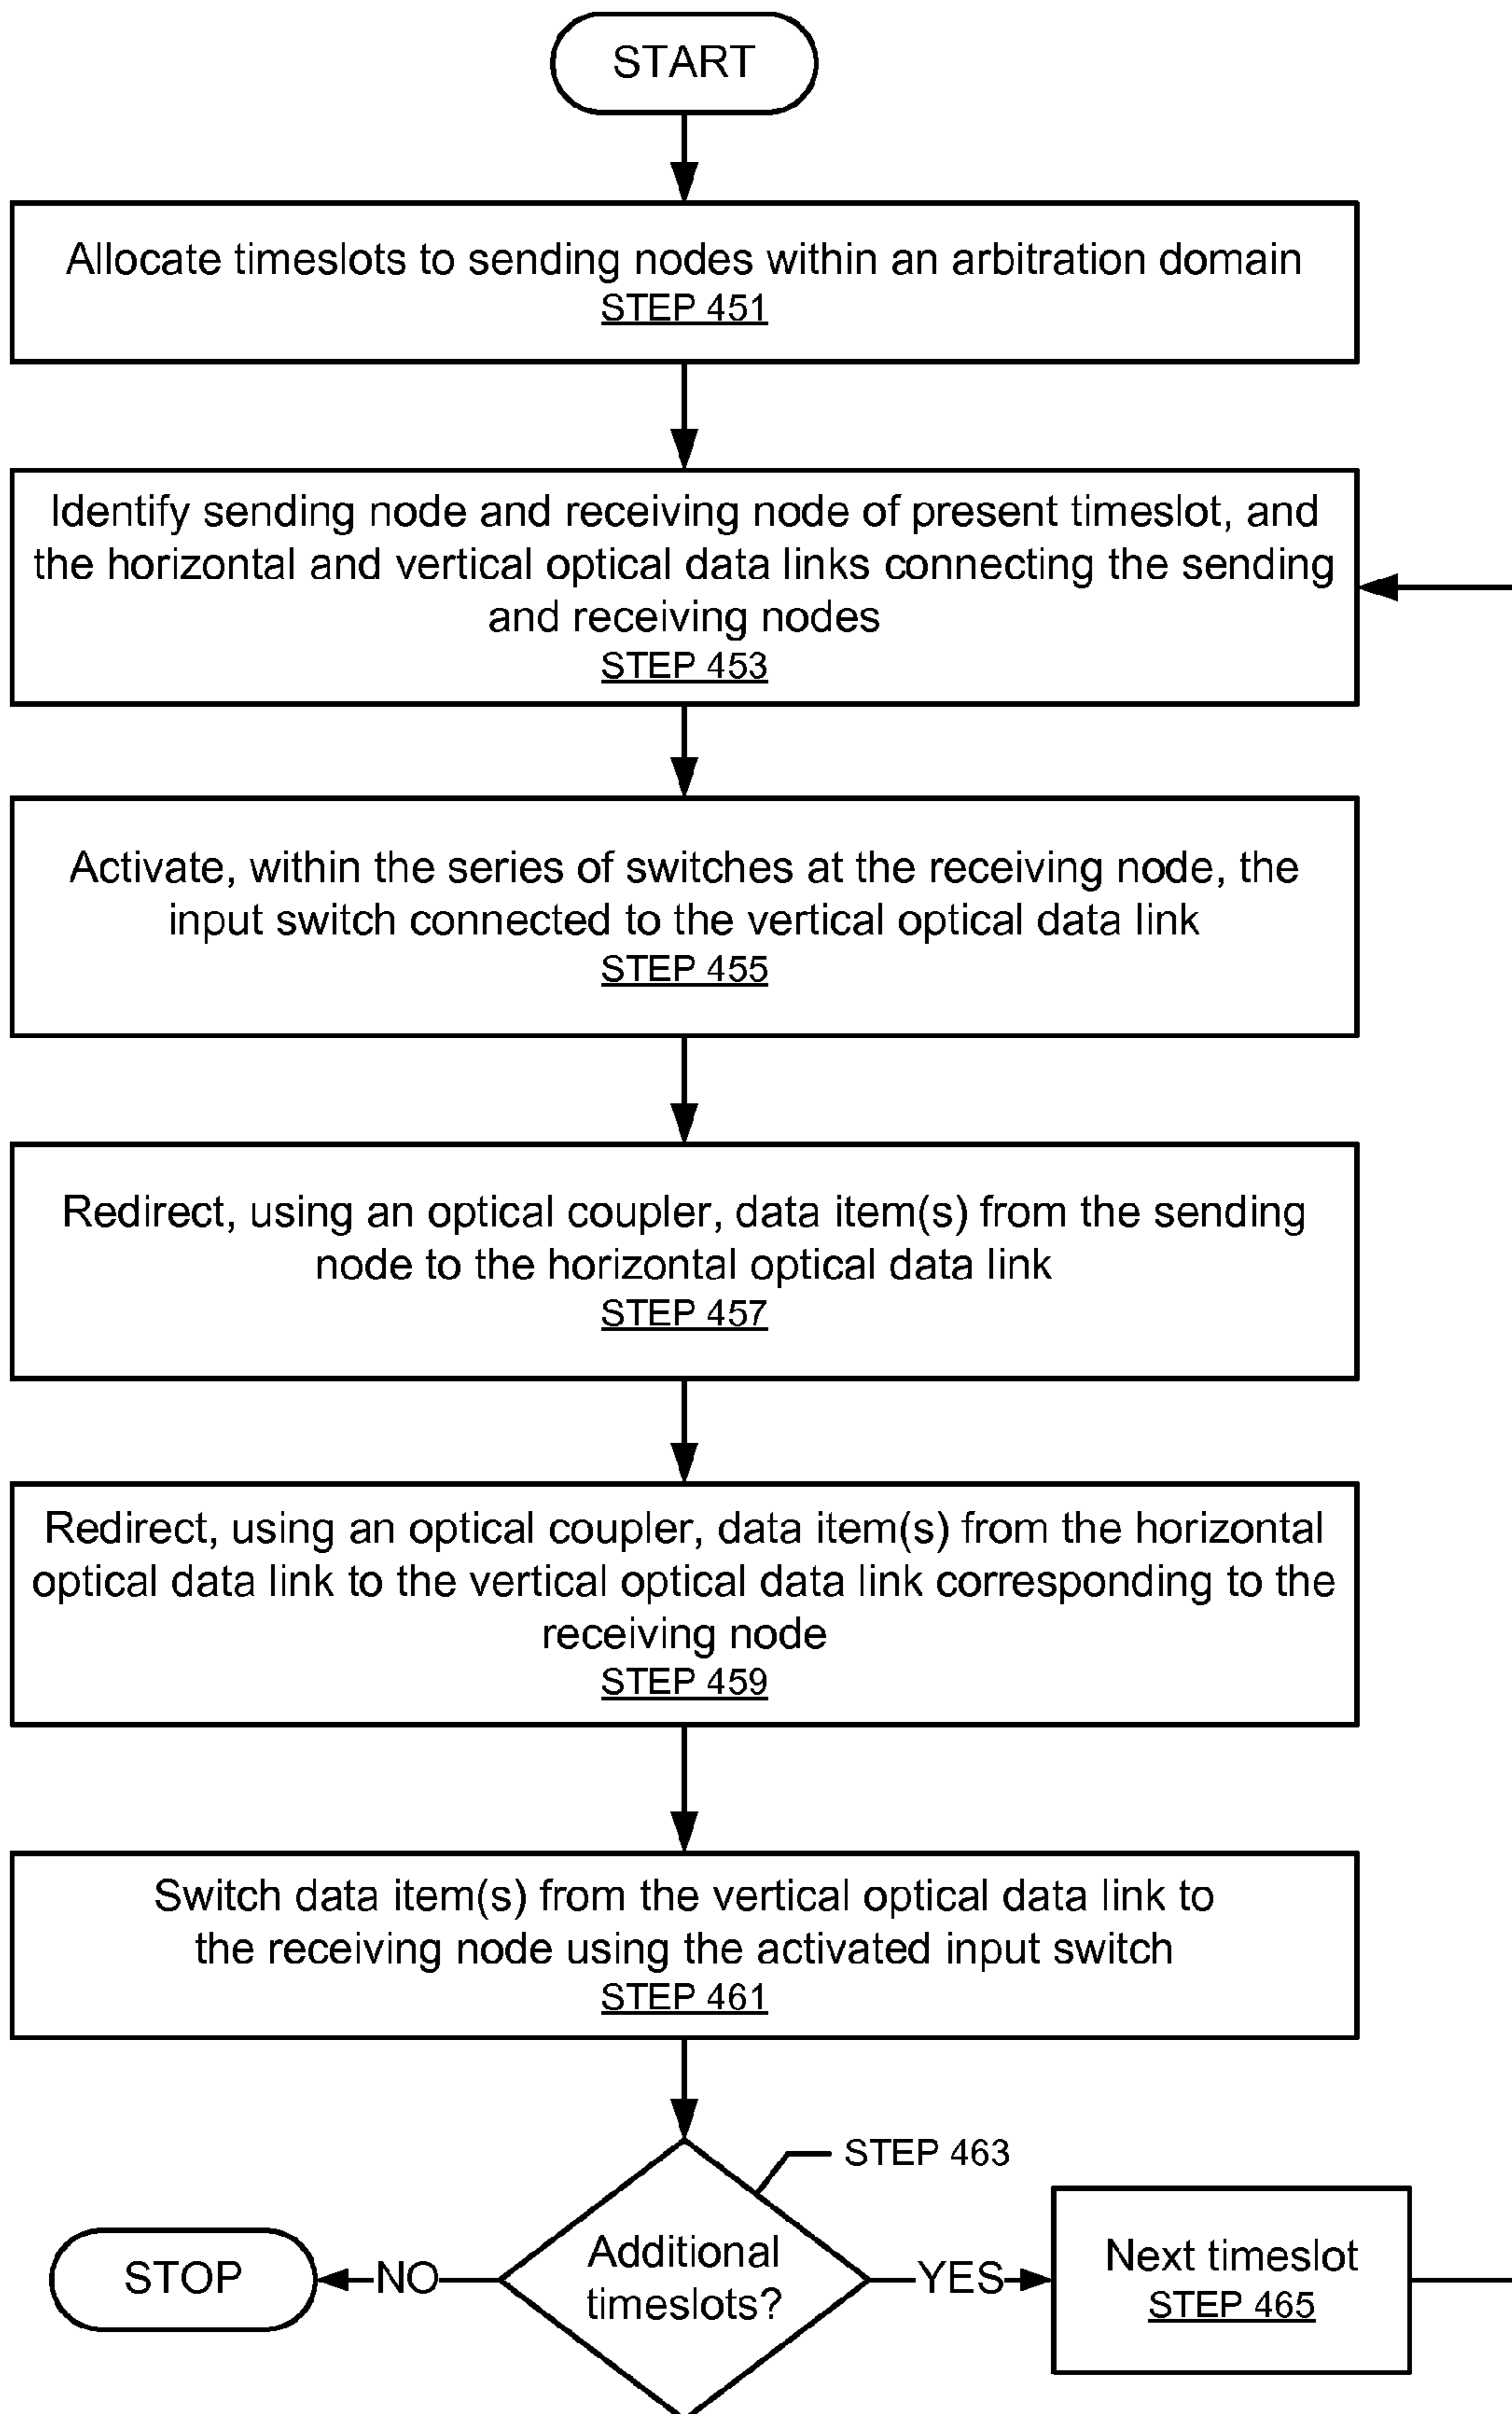 START
Allocate timeslots to sending nodes within an arbitration domain
STEP 451
Identify sending node and receiving node of present timeslot, and
the horizontal and vertical optical data links connecting the sending
and receiving nodes
STEP 453
Activate, within the series of switches at the receiving node, the
input switch connected to the vertical optical data link
STEP 455
Redirect, using an optical coupler, data item(s) from the sending
node to the horizontal optical data link
STEP 457
Redirect, using an optical coupler, data item(s) from the horizontal
optical data link to the vertical optical data link corresponding to the
receiving node
STEP 459
Switch data item(s) from the vertical optical data link to
the receiving node using the activated input switch
STEP 461
STEP 463
Additional
timeslots?
NO
STOP
YES
Next timeslot
STEP 465